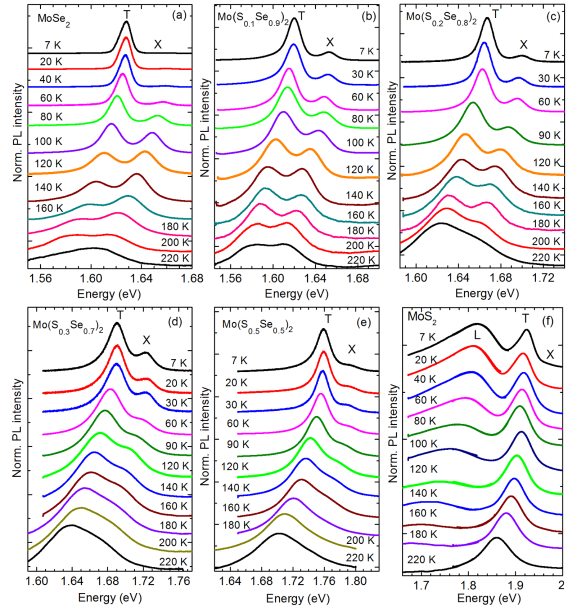 (a)
MoSe2
T
X
7 K
20 K
40 K
60 K
80 K
100 K
120 K
140 K
160 K
180 K
200 K
220 K
Norm. PL intensity
1.56 1.60 1.64 1.68
Energy (eV)
(b)
Mo(S0.1Se0.9)2
T
X
7 K
30 K
60 K
80 K
100K
120 K
140 K
160 K
180 K
200 K
220 K
Norm. PL intensity
1.56 1.60 1.64 1.68
Energy (eV)
(c)
Mo(S0.2Se0.8)2
T
X
7 K
30 K
60 K
90 K
120 K
140 K
160 K
180 K
200 K
220 K
Norm. PL intensity
1.60 1.64 1.68 1.72
Energy (eV)
(d)
Mo(S0.3Se0.7)2
T
X
7 K
20 K
30 K
60 K
90 K
120 K
140 K
160 K
180 K
200 K
220 K
Norm. PL intensity
1.60 1.64 1.68 1.72 1.76
Energy (eV)
(e)
Mo(S0.5Se0.5)2
T
X
7 K
20 K
30 K
60 K
90 K
120 K
140 K
160 K
180 K
200 K
220 K
Norm. PL intensity
1.64 1.68 1.72 1.76 1.80
Energy (eV)
(f)
MoS2
L
T
X
7 K
20 K
40 K
60 K
80 K
100 K
120 K
140 K
160 K
180 K
220 K
Norm. PL intensity
1.7 1.8 1.9 2
Energy (eV)